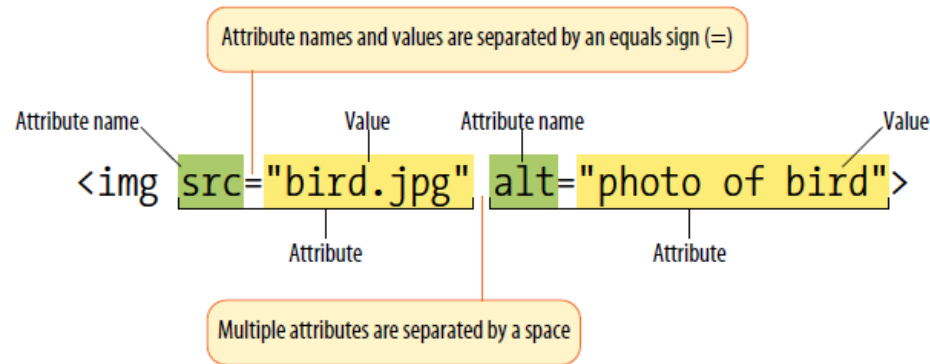 Attribute names and values are separated by an equals sign (=)
Attribute name Value Attribute name Value
<img src="bird.jpg" alt="photo of bird">
Attribute Attribute
Multiple attributes are separated by a space